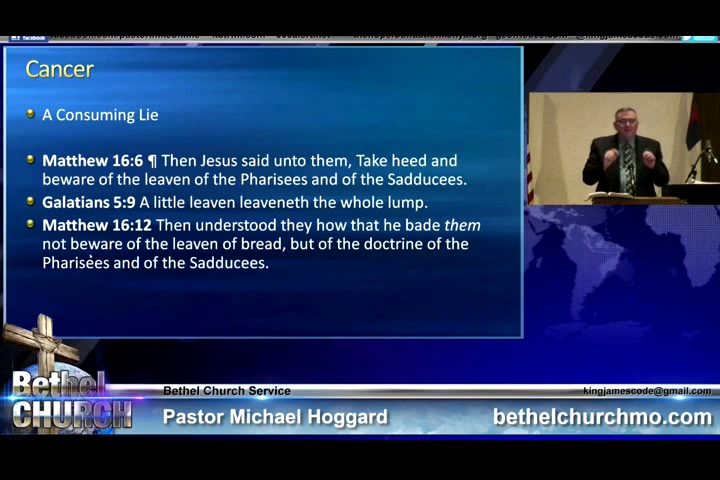 Cancer
A Consuming Lie
Matthew 16:6 ¶ Then Jesus said unto them, Take heed and
beware of the leaven of the Pharisees and of the Sadducees.
Galatians 5:9 A little leaven leaveneth the whole lump.
Matthew 16:12 Then understood they how that he bade them
not beware of the leaven of bread, but of the doctrine of the
Pharisees and of the Sadducees.
Bethel
CHURCH
Bethel Church Service
kingjamescode@gmail.com
Pastor Michael Hoggard
bethelchurchmo.com